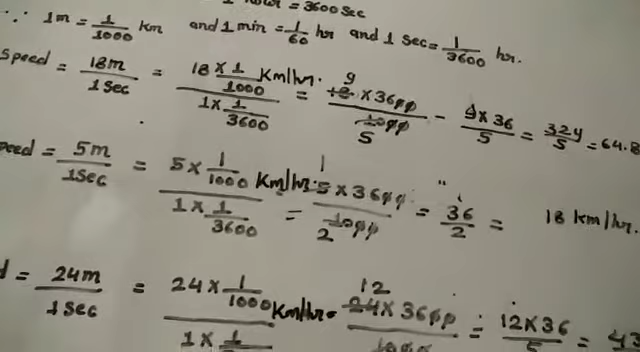 = 3600 Sec
∵ 1m = 1/1000 km and 1 min = 1/60 hr and 1 Sec = 1/3600 hr.
Speed = 18m/1 Sec = (18 × 1/1000)/(1 × 1/3600) Km/hr. = 9 18 × 3600/1000 5 - 9 × 36/5 = 324/5 = 64.8
peed = 5m/1Sec = (5 × 1/1000)/(1 × 1/3600) Km/hr = 1 5 × 3600/1000 2 = 36/2 = 18 km/hr.
d = 24m/1 Sec = (24 × 1/1000)/(1 × 1/ Km/hr = 12 24 × 3600/1000 = 12 × 36/5 = 43